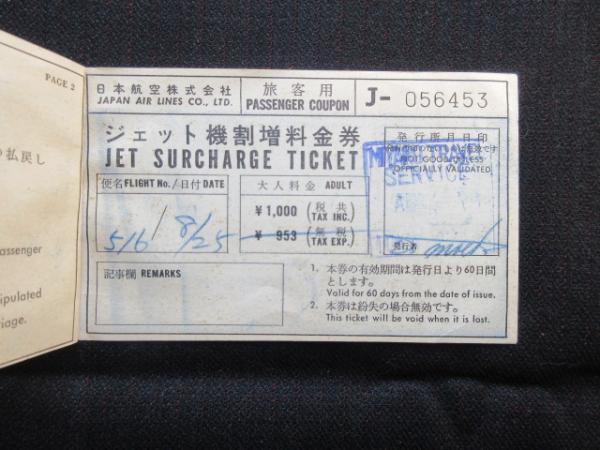 PAGE 2
の払戻し
assenger
ipulated
iage.
日本航空株式会社
JAPAN AIR LINES CO., LTD.
旅客用
PASSENGER COUPON
J- 056453
ジェット機割増料金券
JET SURCHARGE TICKET
発行所月日印
NOT GOOD UNLESS
OFFICIALLY VALIDATED.
SERVICE
便名 FLIGHT No. / 日付 DATE
516 / 8/25
大人料金 ADULT
¥1,000 (税共 TAX INC.)
¥ 953 (無税 TAX EXP.)
発行者
記事欄 REMARKS
1. 本券の有効期間は発行日より60日間
とします。
Valid for 60 days from the date of issue.
2. 本券は紛失の場合無効です。
This ticket will be void when it is lost.